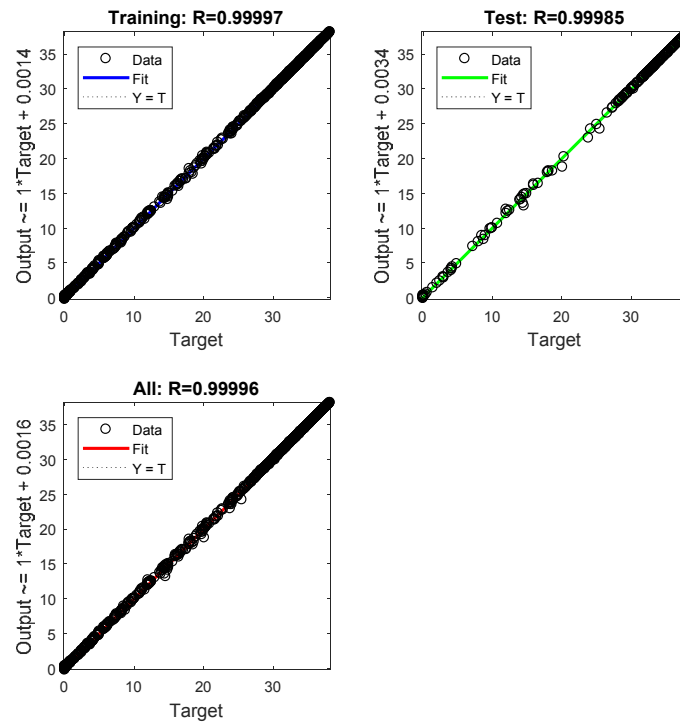 Training: R=0.99997
Output ~= 1*Target + 0.0014
35
30
25
20
15
10
5
0
Data
Fit
Y = T
0
10
20
30
Target
Test: R=0.99985
Output ~= 1*Target + 0.0034
35
30
25
20
15
10
5
0
Data
Fit
Y = T
0
10
20
30
Target
All: R=0.99996
Output ~= 1*Target + 0.0016
35
30
25
20
15
10
5
0
Data
Fit
Y = T
0
10
20
30
Target